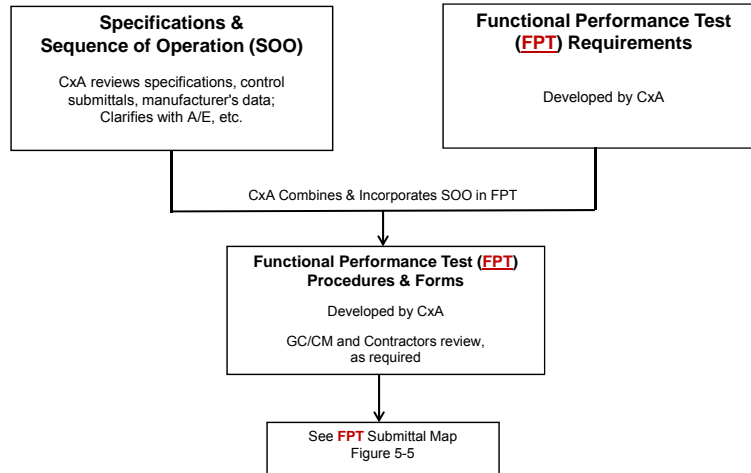 Specifications &
Sequence of Operation (SOO)
CxA reviews specifications, control
submittals, manufacturer's data;
Clarifies with A/E, etc.
Functional Performance Test
(FPT) Requirements
Developed by CxA
CxA Combines & Incorporates SOO in FPT
Functional Performance Test (FPT)
Procedures & Forms
Developed by CxA
GC/CM and Contractors review,
as required
See FPT Submittal Map
Figure 5-5